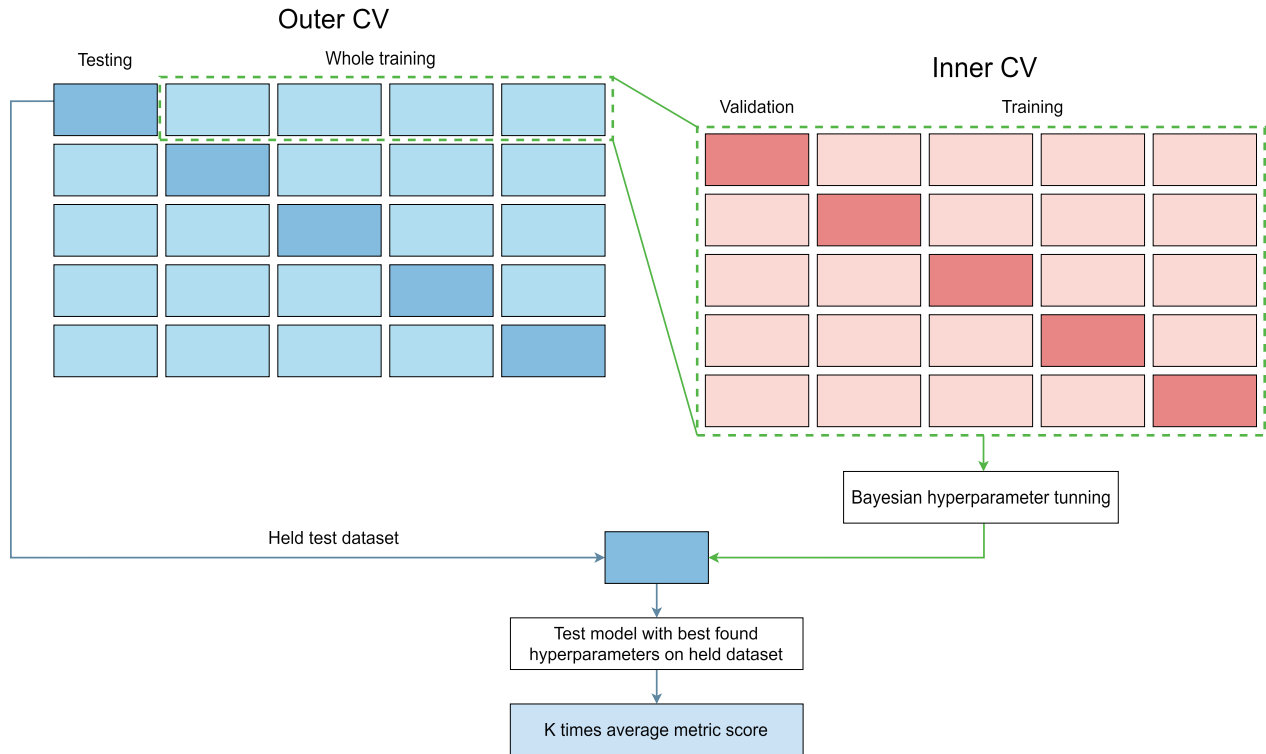 Outer CV
Testing
Whole training
Inner CV
Validation
Training
Bayesian hyperparameter tunning
Held test dataset
Test model with best found
hyperparameters on held dataset
K times average metric score